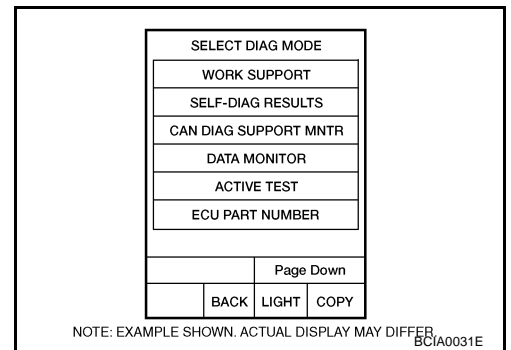 SELECT DIAG MODE
WORK SUPPORT
SELF-DIAG RESULTS
CAN DIAG SUPPORT MNTR
DATA MONITOR
ACTIVE TEST
ECU PART NUMBER
Page Down
BACK LIGHT COPY
NOTE: EXAMPLE SHOWN. ACTUAL DISPLAY MAY DIFFER.
BCIA0031E